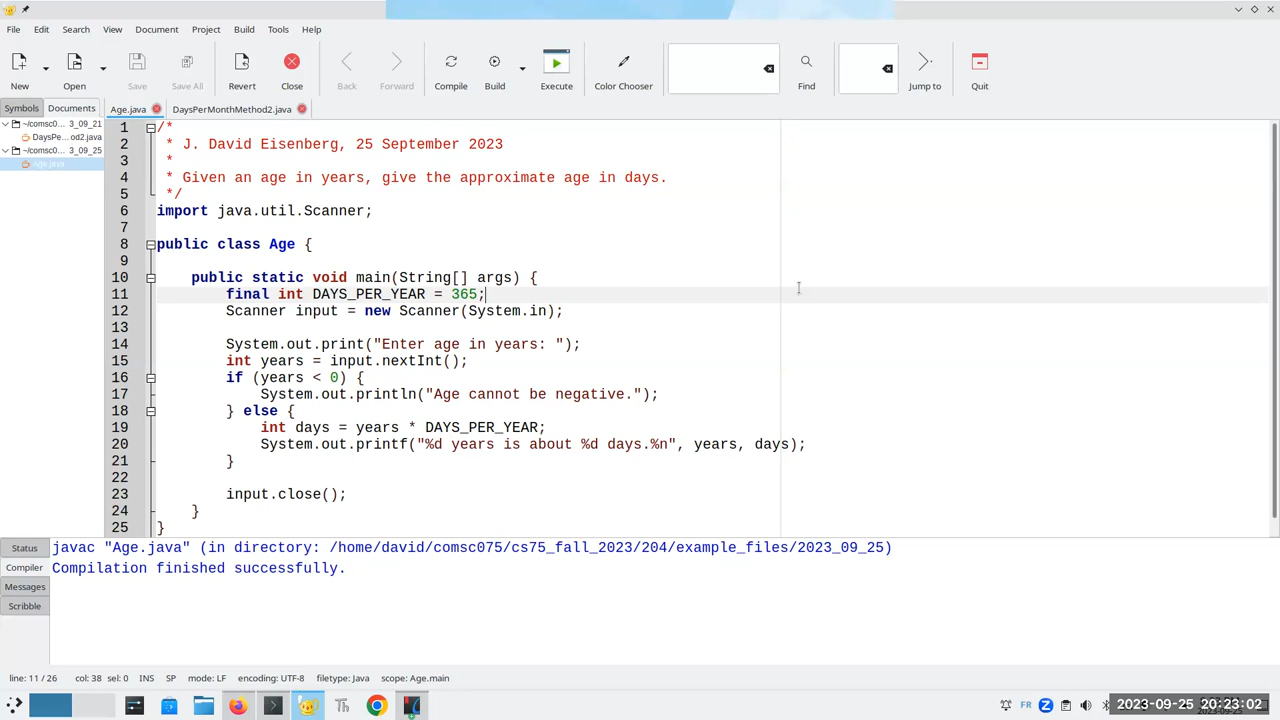 File Edit Search View Document Project Build Tools Help
New Open Save Save All Revert Close Back Forward Compile Build Execute Color Chooser Find Jump to Quit
Symbols Documents Age.java DaysPerMonthMethod2.java
~/comsc0... 3_09_21
DaysPe...od2.java
~/comsc0... 3_09_25
Age.java
1 /*
2 * J. David Eisenberg, 25 September 2023
3 *
4 * Given an age in years, give the approximate age in days.
5 */
6 import java.util.Scanner;
7
8 public class Age {
9
10 public static void main(String[] args) {
11 final int DAYS_PER_YEAR = 365;
12 Scanner input = new Scanner(System.in);
13
14 System.out.print("Enter age in years: ");
15 int years = input.nextInt();
16 if (years < 0) {
17 System.out.println("Age cannot be negative.");
18 } else {
19 int days = years * DAYS_PER_YEAR;
20 System.out.printf("%d years is about %d days.%n", years, days);
21 }
22
23 input.close();
24 }
25 }
Status
Compiler
Messages
Scribble
javac "Age.java" (in directory: /home/david/comsc075/cs75_fall_2023/204/example_files/2023_09_25)
Compilation finished successfully.
line: 11 / 26 col: 38 sel: 0 INS SP mode: LF encoding: UTF-8 filetype: Java scope: Age.main
FR 2023-09-25 20:23:02